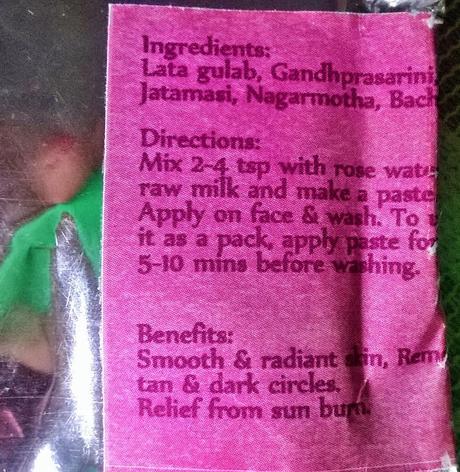 Ingredients:
Lata gulab, Gandhprasarini,
Jatamasi, Nagarmotha, Bach
Directions:
Mix 2-4 tsp with rose wate
raw milk and make a paste
Apply on face & wash. To u
it as a pack, apply paste for
5-10 mins before washing.
Benefits:
Smooth & radiant skin, Rem
tan & dark circles.
Relief from sun burn.